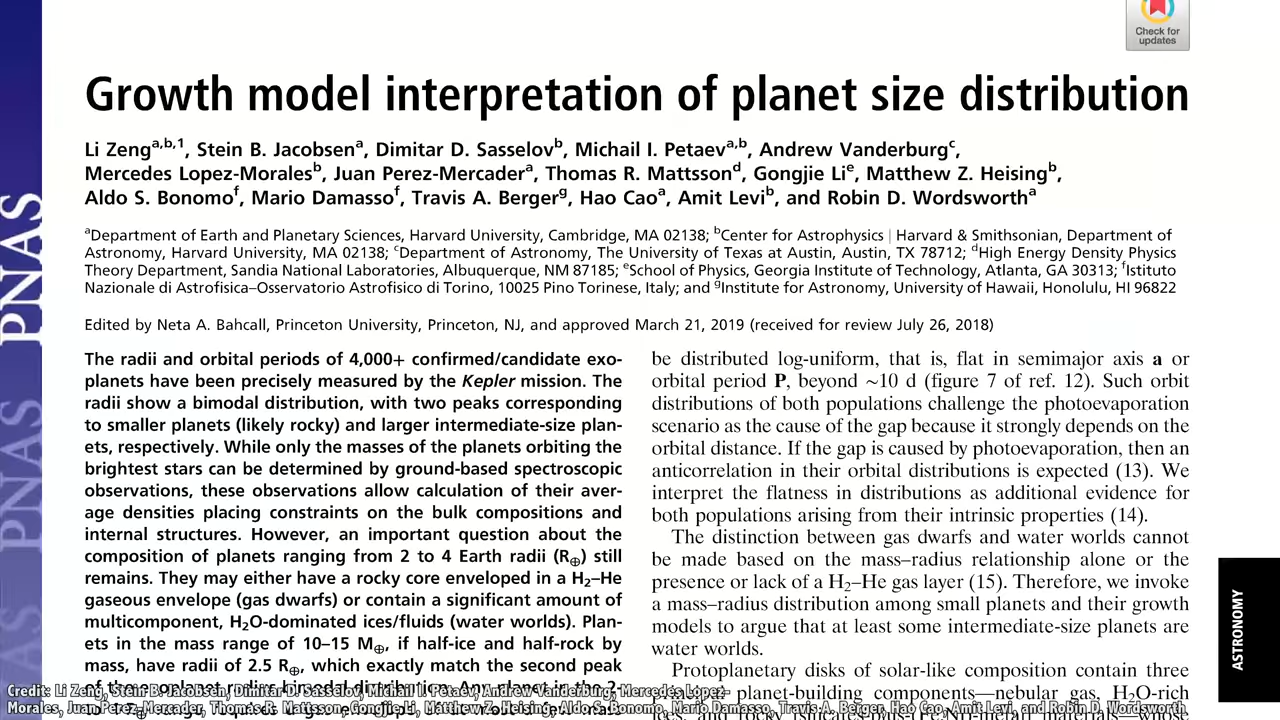 Check for
updates
Growth model interpretation of planet size distribution
Li Zengᵃ,ᵇ,¹, Stein B. Jacobsenᵃ, Dimitar D. Sasselovᵇ, Michail I. Petaevᵃ,ᵇ, Andrew Vanderburgᶜ,
Mercedes Lopez-Moralesᵇ, Juan Perez-Mercaderᵃ, Thomas R. Mattssonᵈ, Gongjie Liᵉ, Matthew Z. Heisingᵇ,
Aldo S. Bonomoᶠ, Mario Damassoᶠ, Travis A. Bergerᵍ, Hao Caoᵃ, Amit Leviᵇ, and Robin D. Wordsworthᵃ
ᵃDepartment of Earth and Planetary Sciences, Harvard University, Cambridge, MA 02138; ᵇCenter for Astrophysics | Harvard & Smithsonian, Department of
Astronomy, Harvard University, MA 02138; ᶜDepartment of Astronomy, The University of Texas at Austin, Austin, TX 78712; ᵈHigh Energy Density Physics
Theory Department, Sandia National Laboratories, Albuquerque, NM 87185; ᵉSchool of Physics, Georgia Institute of Technology, Atlanta, GA 30313; ᶠIstituto
Nazionale di Astrofisica–Osservatorio Astrofisico di Torino, 10025 Pino Torinese, Italy; and ᵍInstitute for Astronomy, University of Hawaii, Honolulu, HI 96822
Edited by Neta A. Bahcall, Princeton University, Princeton, NJ, and approved March 21, 2019 (received for review July 26, 2018)
The radii and orbital periods of 4,000+ confirmed/candidate exo-
planets have been precisely measured by the Kepler mission. The
radii show a bimodal distribution, with two peaks corresponding
to smaller planets (likely rocky) and larger intermediate-size plan-
ets, respectively. While only the masses of the planets orbiting the
brightest stars can be determined by ground-based spectroscopic
observations, these observations allow calculation of their aver-
age densities placing constraints on the bulk compositions and
internal structures. However, an important question about the
composition of planets ranging from 2 to 4 Earth radii (R⊕) still
remains. They may either have a rocky core enveloped in a H₂–He
gaseous envelope (gas dwarfs) or contain a significant amount of
multicomponent, H₂O-dominated ices/fluids (water worlds). Plan-
ets in the mass range of 10–15 M⊕, if half-ice and half-rock by
mass, have radii of 2.5 R⊕, which exactly match the second peak
be distributed log-uniform, that is, flat in semimajor axis a or
orbital period P, beyond ~10 d (figure 7 of ref. 12). Such orbit
distributions of both populations challenge the photoevaporation
scenario as the cause of the gap because it strongly depends on the
orbital distance. If the gap is caused by photoevaporation, then an
anticorrelation in their orbital distributions is expected (13). We
interpret the flatness in distributions as additional evidence for
both populations arising from their intrinsic properties (14).
The distinction between gas dwarfs and water worlds cannot
be made based on the mass–radius relationship alone or the
presence or lack of a H₂–He gas layer (15). Therefore, we invoke
a mass–radius distribution among small planets and their growth
models to argue that at least some intermediate-size planets are
water worlds.
Protoplanetary disks of solar-like composition contain three
planet-building components—nebular gas, H₂O-rich
PNAS
PNAS
ASTRONOMY
Credit: Li Zeng, Stein B. Jacobsen, Dimitar D. Sasselov, Michail I. Petaev, Andrew Vanderburg, Mercedes Lopez-
Morales, Juan Perez-Mercader, Thomas R. Mattsson, Gongjie Li, Matthew Z. Heising, Aldo S. Bonomo, Mario Damasso, Travis A. Berger, Hao Cao, Amit Levi, and Robin D. Wordsworth